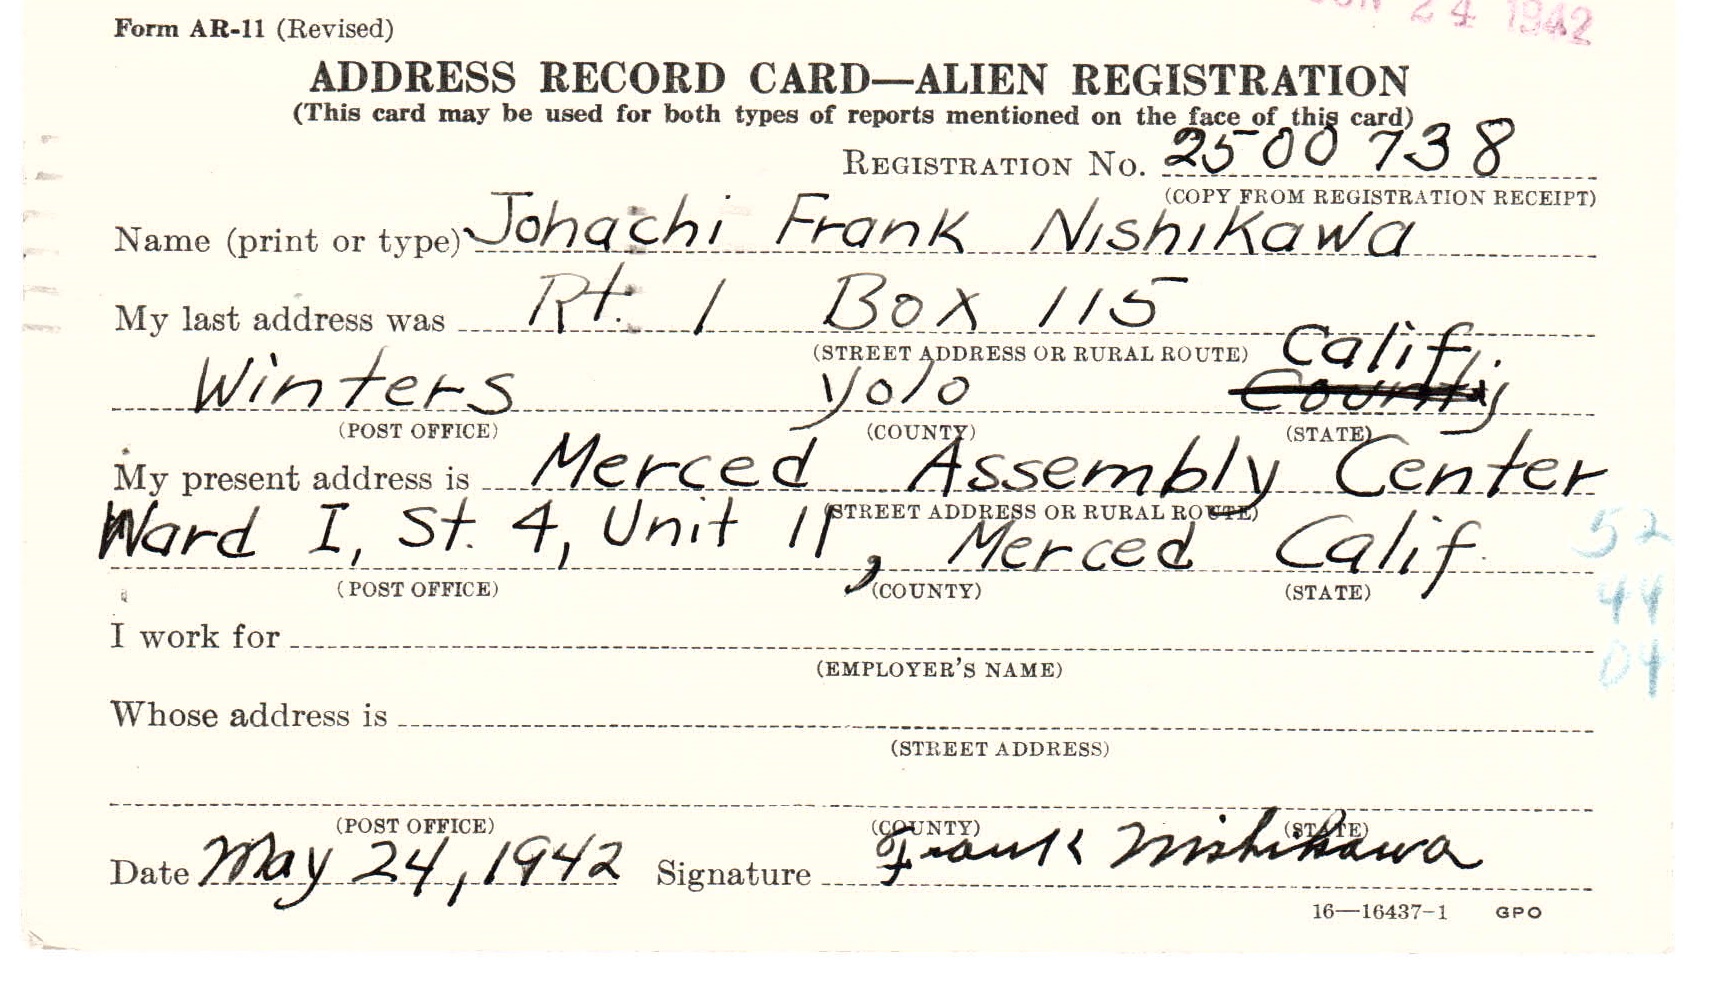 24 1942
Form AR-11 (Revised)
ADDRESS RECORD CARD—ALIEN REGISTRATION
(This card may be used for both types of reports mentioned on the face of this card)
REGISTRATION No. 2500738
(COPY FROM REGISTRATION RECEIPT)
Name (print or type) Johachi Frank Nishikawa
My last address was Rt. 1 Box 115
(STREET ADDRESS OR RURAL ROUTE) Calif.
Winters Yolo County
(POST OFFICE) (COUNTY) (STATE)
My present address is Merced Assembly Center
(STREET ADDRESS OR RURAL ROUTE)
Ward I, St. 4, Unit 11, Merced Calif.
52
(POST OFFICE) (COUNTY) (STATE)
44
I work for
(EMPLOYER'S NAME)
04
Whose address is
(STREET ADDRESS)
(POST OFFICE) (COUNTY) (STATE)
Date May 24, 1942 Signature Frank Nishikawa
16—16437-1 GPO